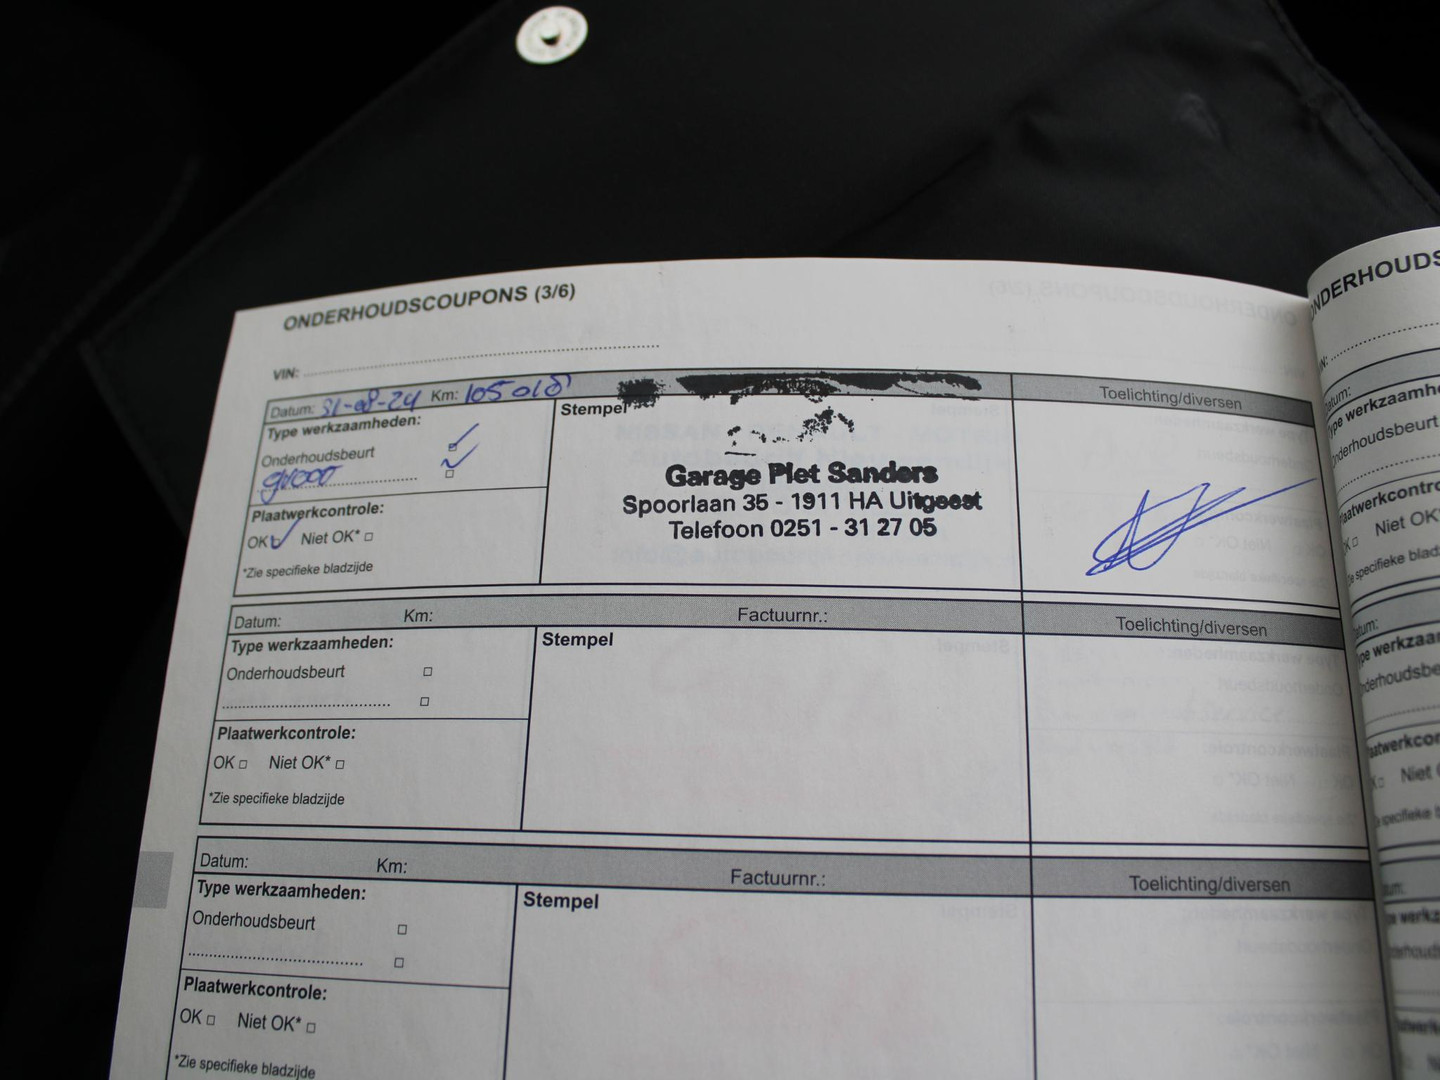 ONDERHOUDSCOUPONS (3/6)
VIN:
Datum: 31-08-24 Km: 105 018
Toelichting/diversen
Type werkzaamheden:
Stempel
Onderhoudsbeurt
groot
Garage Piet Sanders
Spoorlaan 35 - 1911 HA Uitgeest
Telefoon 0251 - 31 27 05
Plaatwerkcontrole:
OK Niet OK*
*Zie specifieke bladzijde
Datum: Km: Factuurnr.: Toelichting/diversen
Type werkzaamheden:
Stempel
Onderhoudsbeurt
Plaatwerkcontrole:
OK Niet OK*
*Zie specifieke bladzijde
Datum: Km: Factuurnr.: Toelichting/diversen
Type werkzaamheden:
Stempel
Onderhoudsbeurt
Plaatwerkcontrole:
OK Niet OK*
*Zie specifieke bladzijde